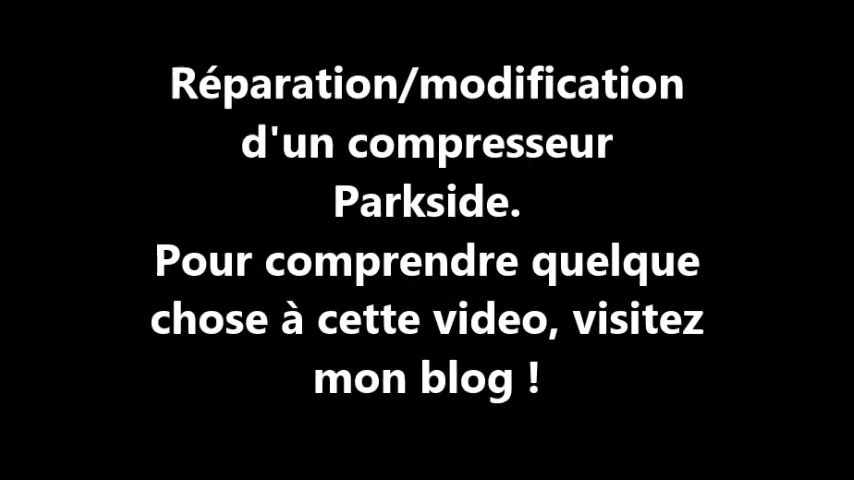 Réparation/modification
d'un compresseur
Parkside.
Pour comprendre quelque
chose à cette video, visitez
mon blog !